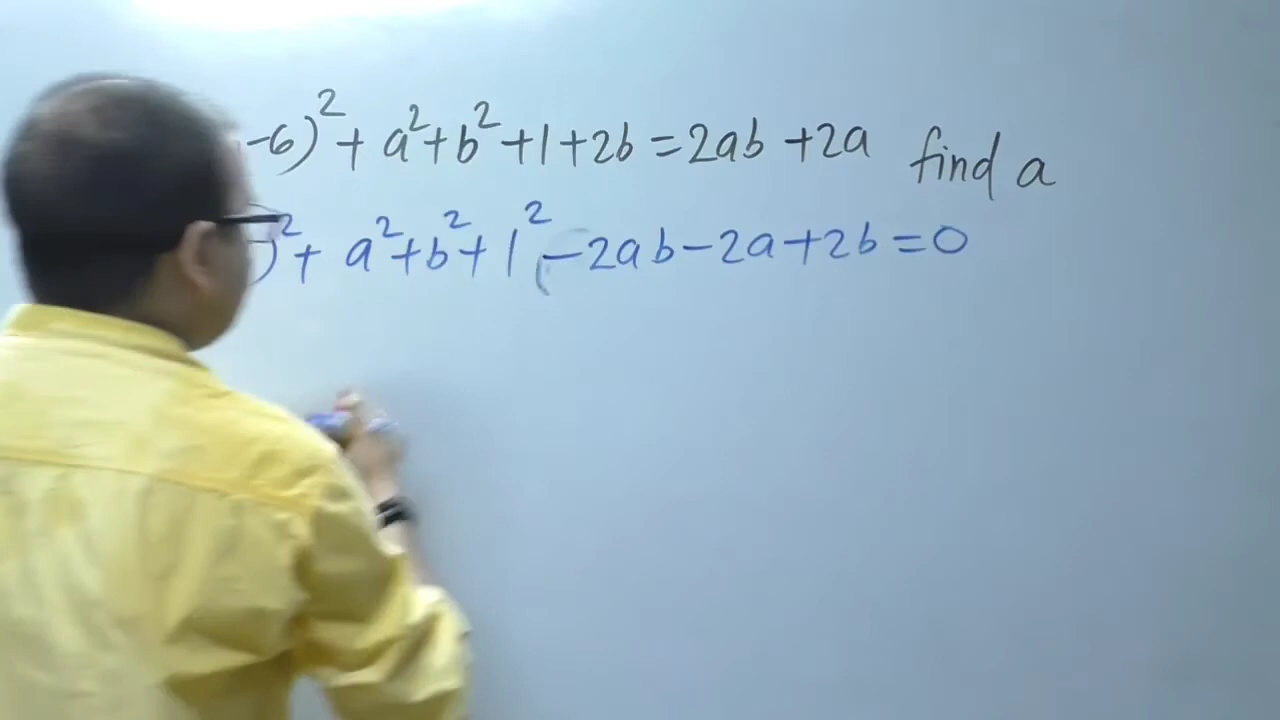 -6)² + a² + b² + 1 + 2b = 2ab + 2a find a
)² + a² + b² + 1² - 2ab - 2a + 2b = 0